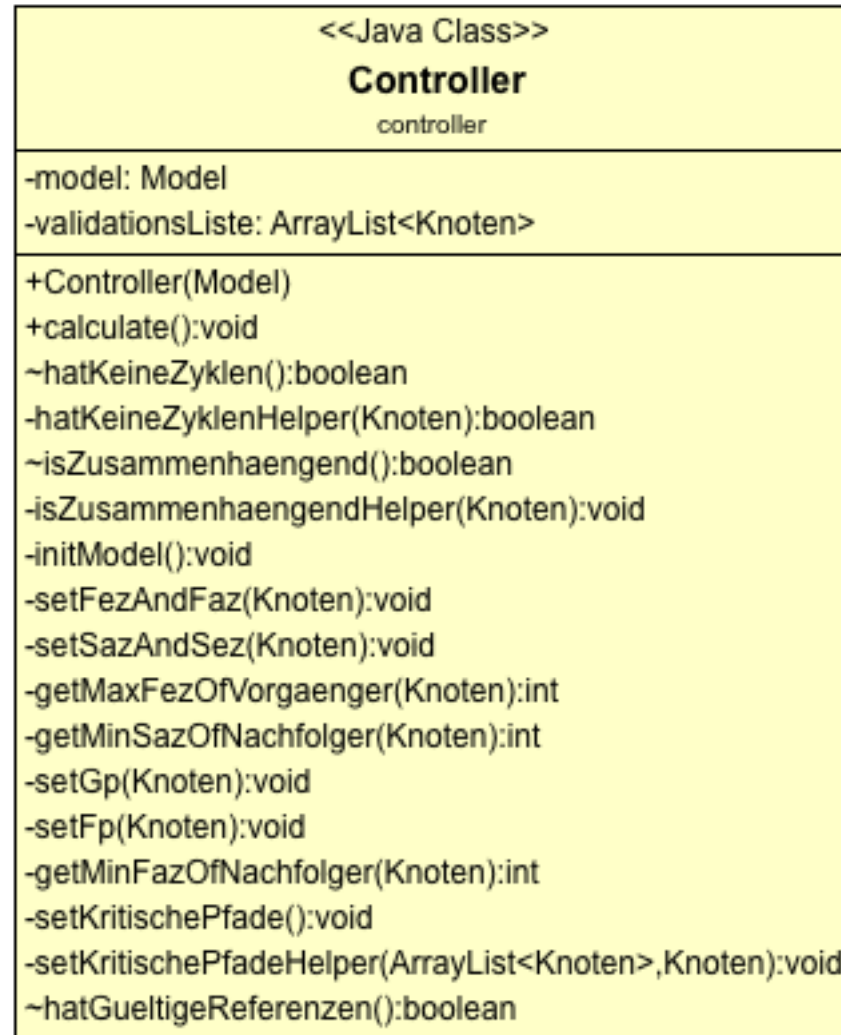 <<Java Class>>
Controller
controller
-model: Model
-validationsListe: ArrayList<Knoten>
+Controller(Model)
+calculate():void
~hatKeineZyklen():boolean
-hatKeineZyklenHelper(Knoten):boolean
~isZusammenhaengend():boolean
-isZusammenhaengendHelper(Knoten):void
-initModel():void
-setFezAndFaz(Knoten):void
-setSazAndSez(Knoten):void
-getMaxFezOfVorgaenger(Knoten):int
-getMinSazOfNachfolger(Knoten):int
-setGp(Knoten):void
-setFp(Knoten):void
-getMinFazOfNachfolger(Knoten):int
-setKritischePfade():void
-setKritischePfadeHelper(ArrayList<Knoten>,Knoten):void
~hatGueltigeReferenzen():boolean